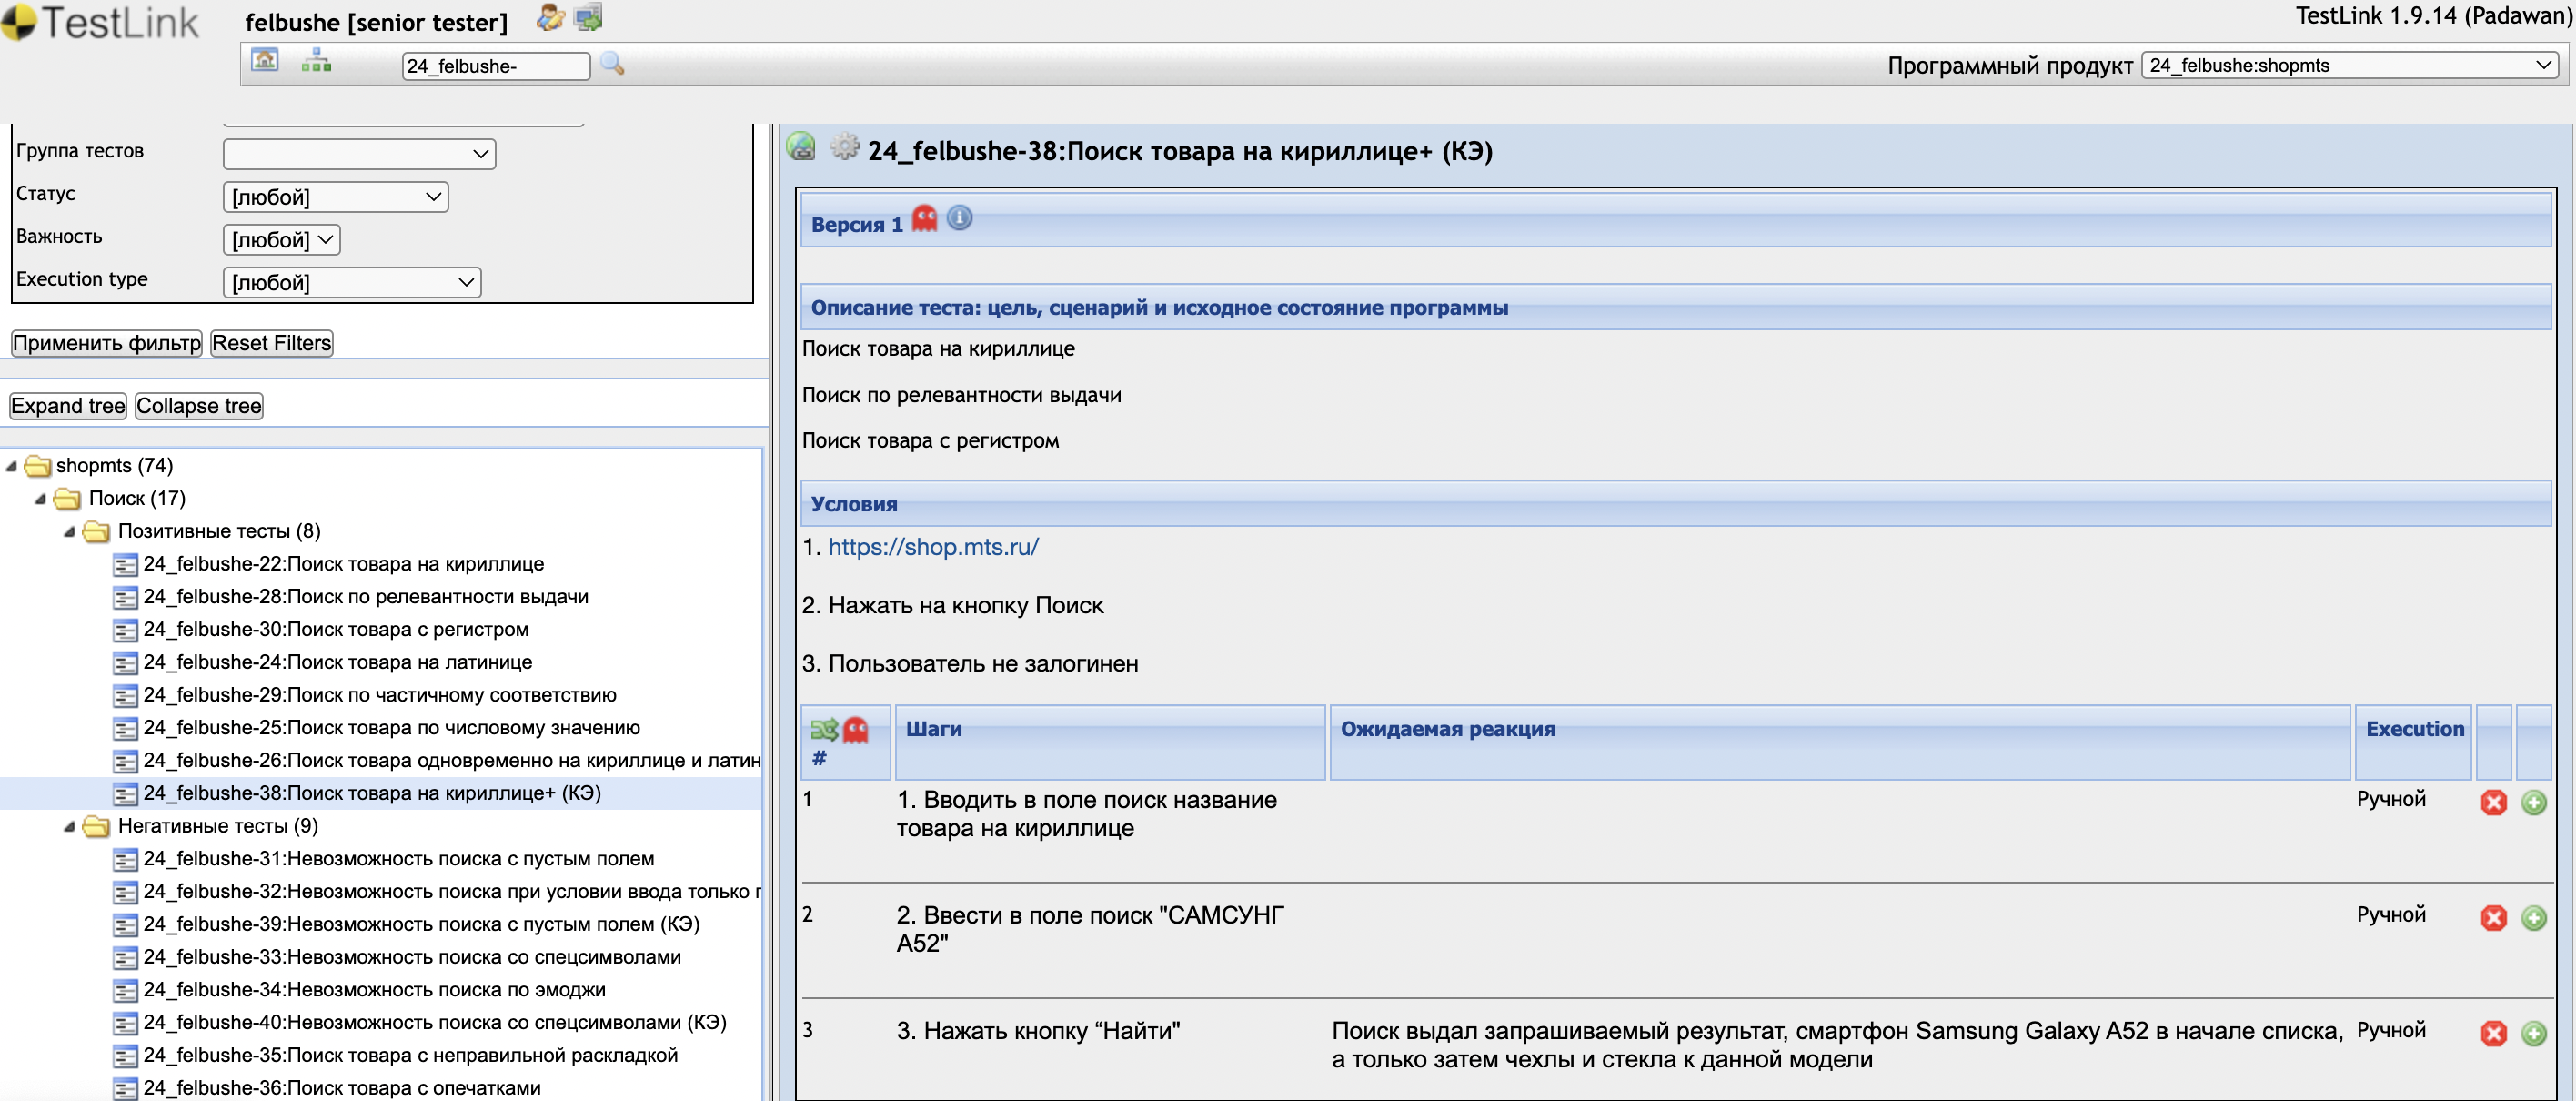 TestLink
felbushe [senior tester]
TestLink 1.9.14 (Padawan)
24_felbushe-
Программный продукт 24_felbushe:shopmts
Группа тестов
Статус [любой]
Важность [любой]
Execution type [любой]
Применить фильтр Reset Filters
Expand tree Collapse tree
shopmts (74)
Поиск (17)
Позитивные тесты (8)
24_felbushe-22:Поиск товара на кириллице
24_felbushe-28:Поиск по релевантности выдачи
24_felbushe-30:Поиск товара с регистром
24_felbushe-24:Поиск товара на латинице
24_felbushe-29:Поиск по частичному соответствию
24_felbushe-25:Поиск товара по числовому значению
24_felbushe-26:Поиск товара одновременно на кириллице и латин
24_felbushe-38:Поиск товара на кириллице+ (КЭ)
Негативные тесты (9)
24_felbushe-31:Невозможность поиска с пустым полем
24_felbushe-32:Невозможность поиска при условии ввода только
24_felbushe-39:Невозможность поиска с пустым полем (КЭ)
24_felbushe-33:Невозможность поиска со спецсимволами
24_felbushe-34:Невозможность поиска по эмоджи
24_felbushe-40:Невозможность поиска со спецсимволами (КЭ)
24_felbushe-35:Поиск товара с неправильной раскладкой
24_felbushe-36:Поиск товара с опечатками
24_felbushe-38:Поиск товара на кириллице+ (КЭ)
Версия 1
Описание теста: цель, сценарий и исходное состояние программы
Поиск товара на кириллице
Поиск по релевантности выдачи
Поиск товара с регистром
Условия
1. https://shop.mts.ru/
2. Нажать на кнопку Поиск
3. Пользователь не залогинен
# Шаги Ожидаемая реакция Execution
1 1. Вводить в поле поиск название Ручной
товара на кириллице
2 2. Ввести в поле поиск "САМСУНГ Ручной
А52"
3 3. Нажать кнопку “Найти" Поиск выдал запрашиваемый результат, смартфон Samsung Galaxy A52 в начале списка, Ручной
а только затем чехлы и стекла к данной модели